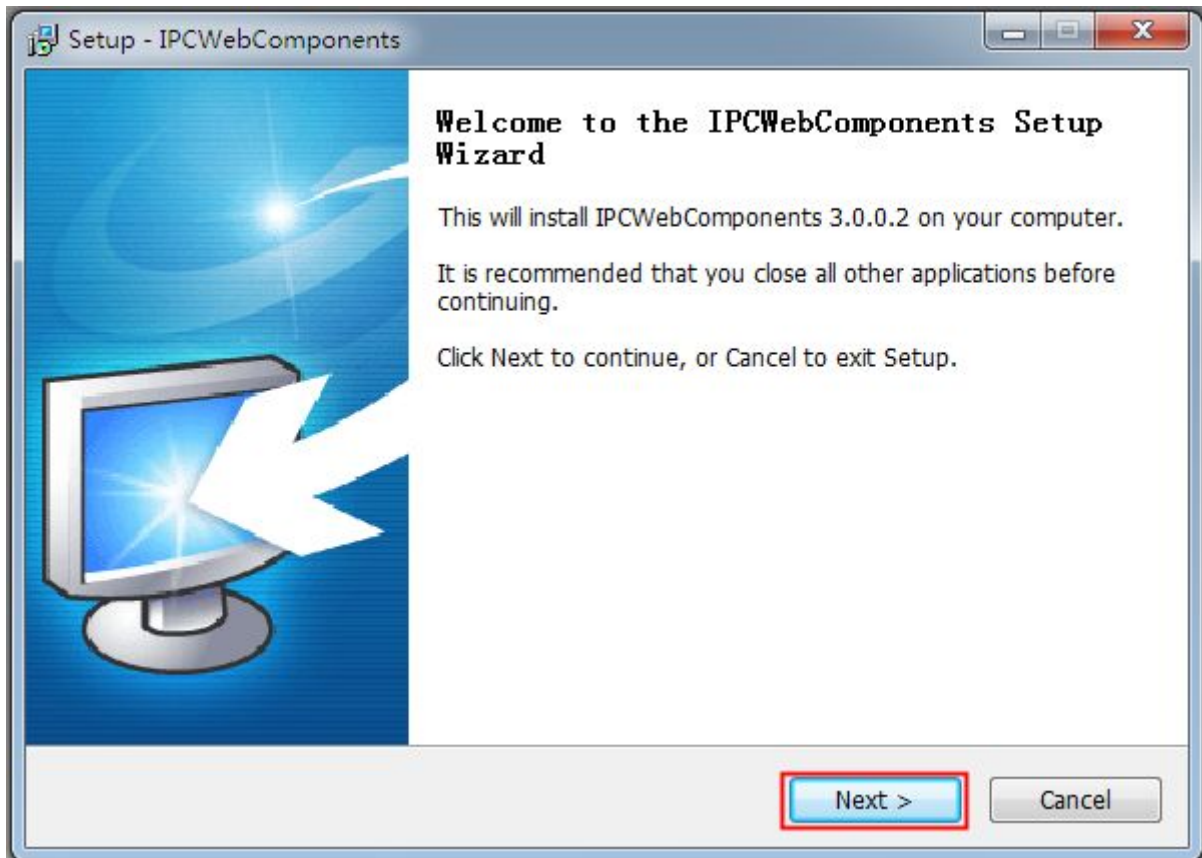 Setup - IPCWebComponents
Welcome to the IPCWebComponents Setup
Wizard
This will install IPCWebComponents 3.0.0.2 on your computer.
It is recommended that you close all other applications before
continuing.
Click Next to continue, or Cancel to exit Setup.
Next >
Cancel